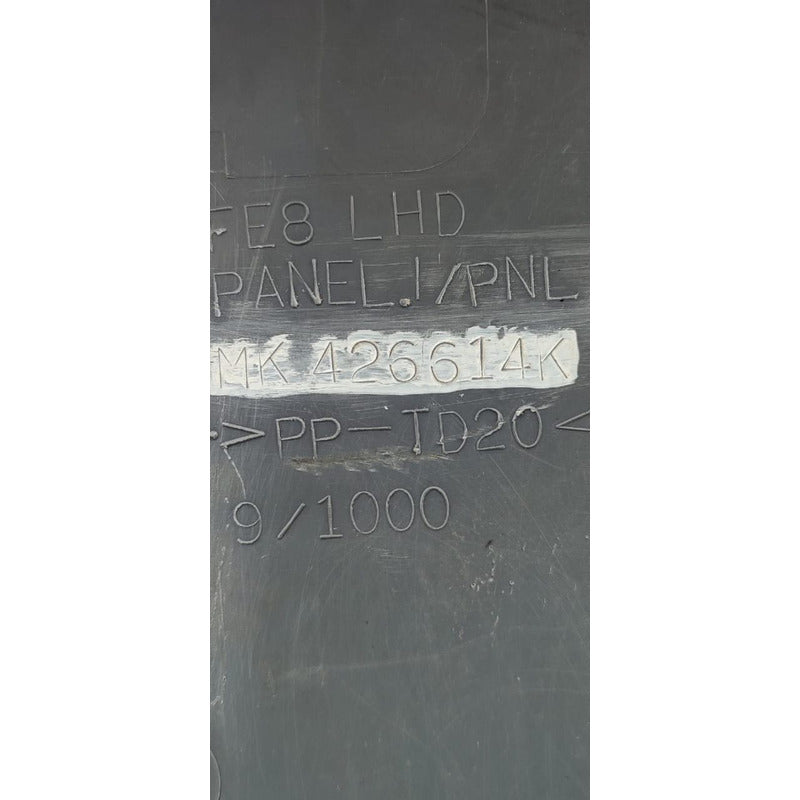 FE8 LHD
PANEL.I/PNL
MK 426614K
>PP-TD20<
9/1000